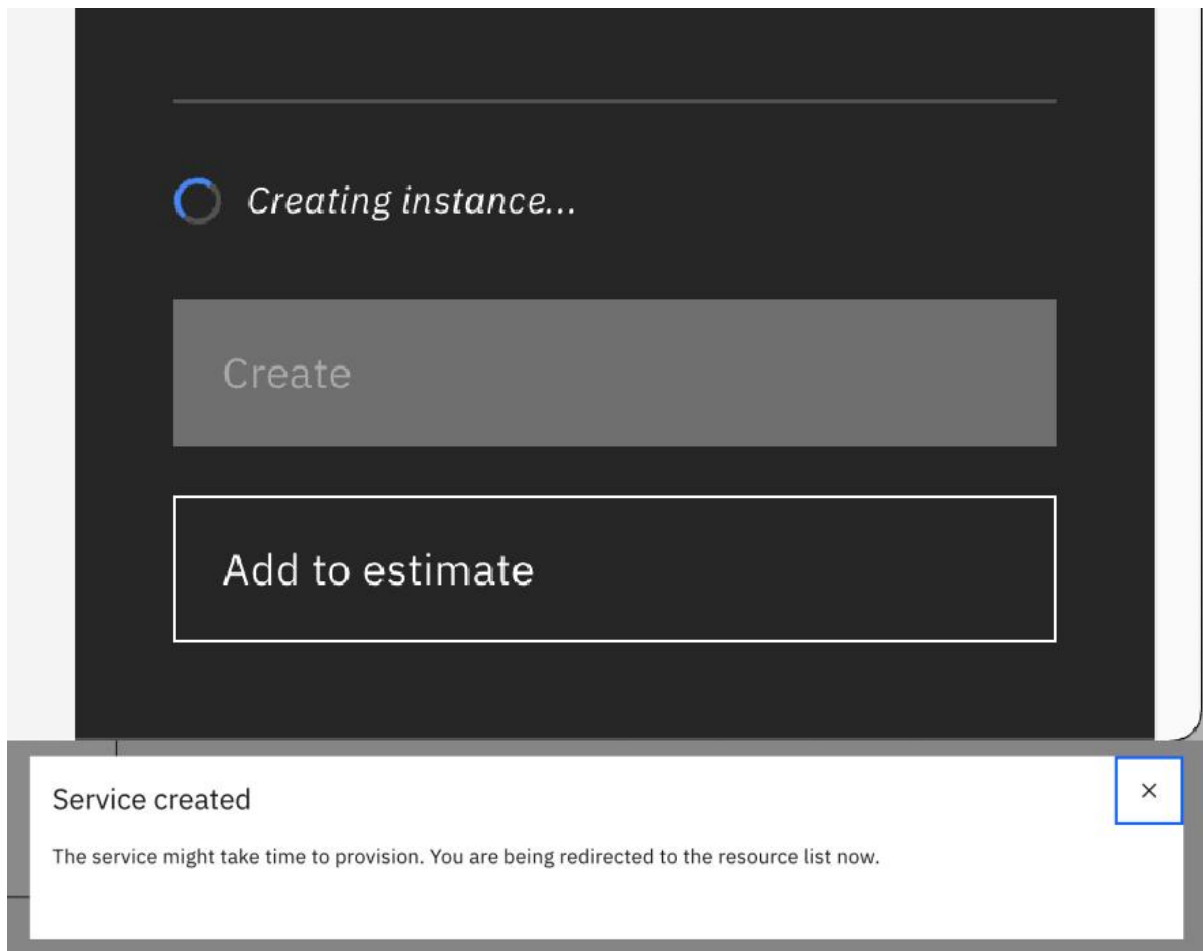 Creating instance...
Create
Add to estimate
Service created
The service might take time to provision. You are being redirected to the resource list now.